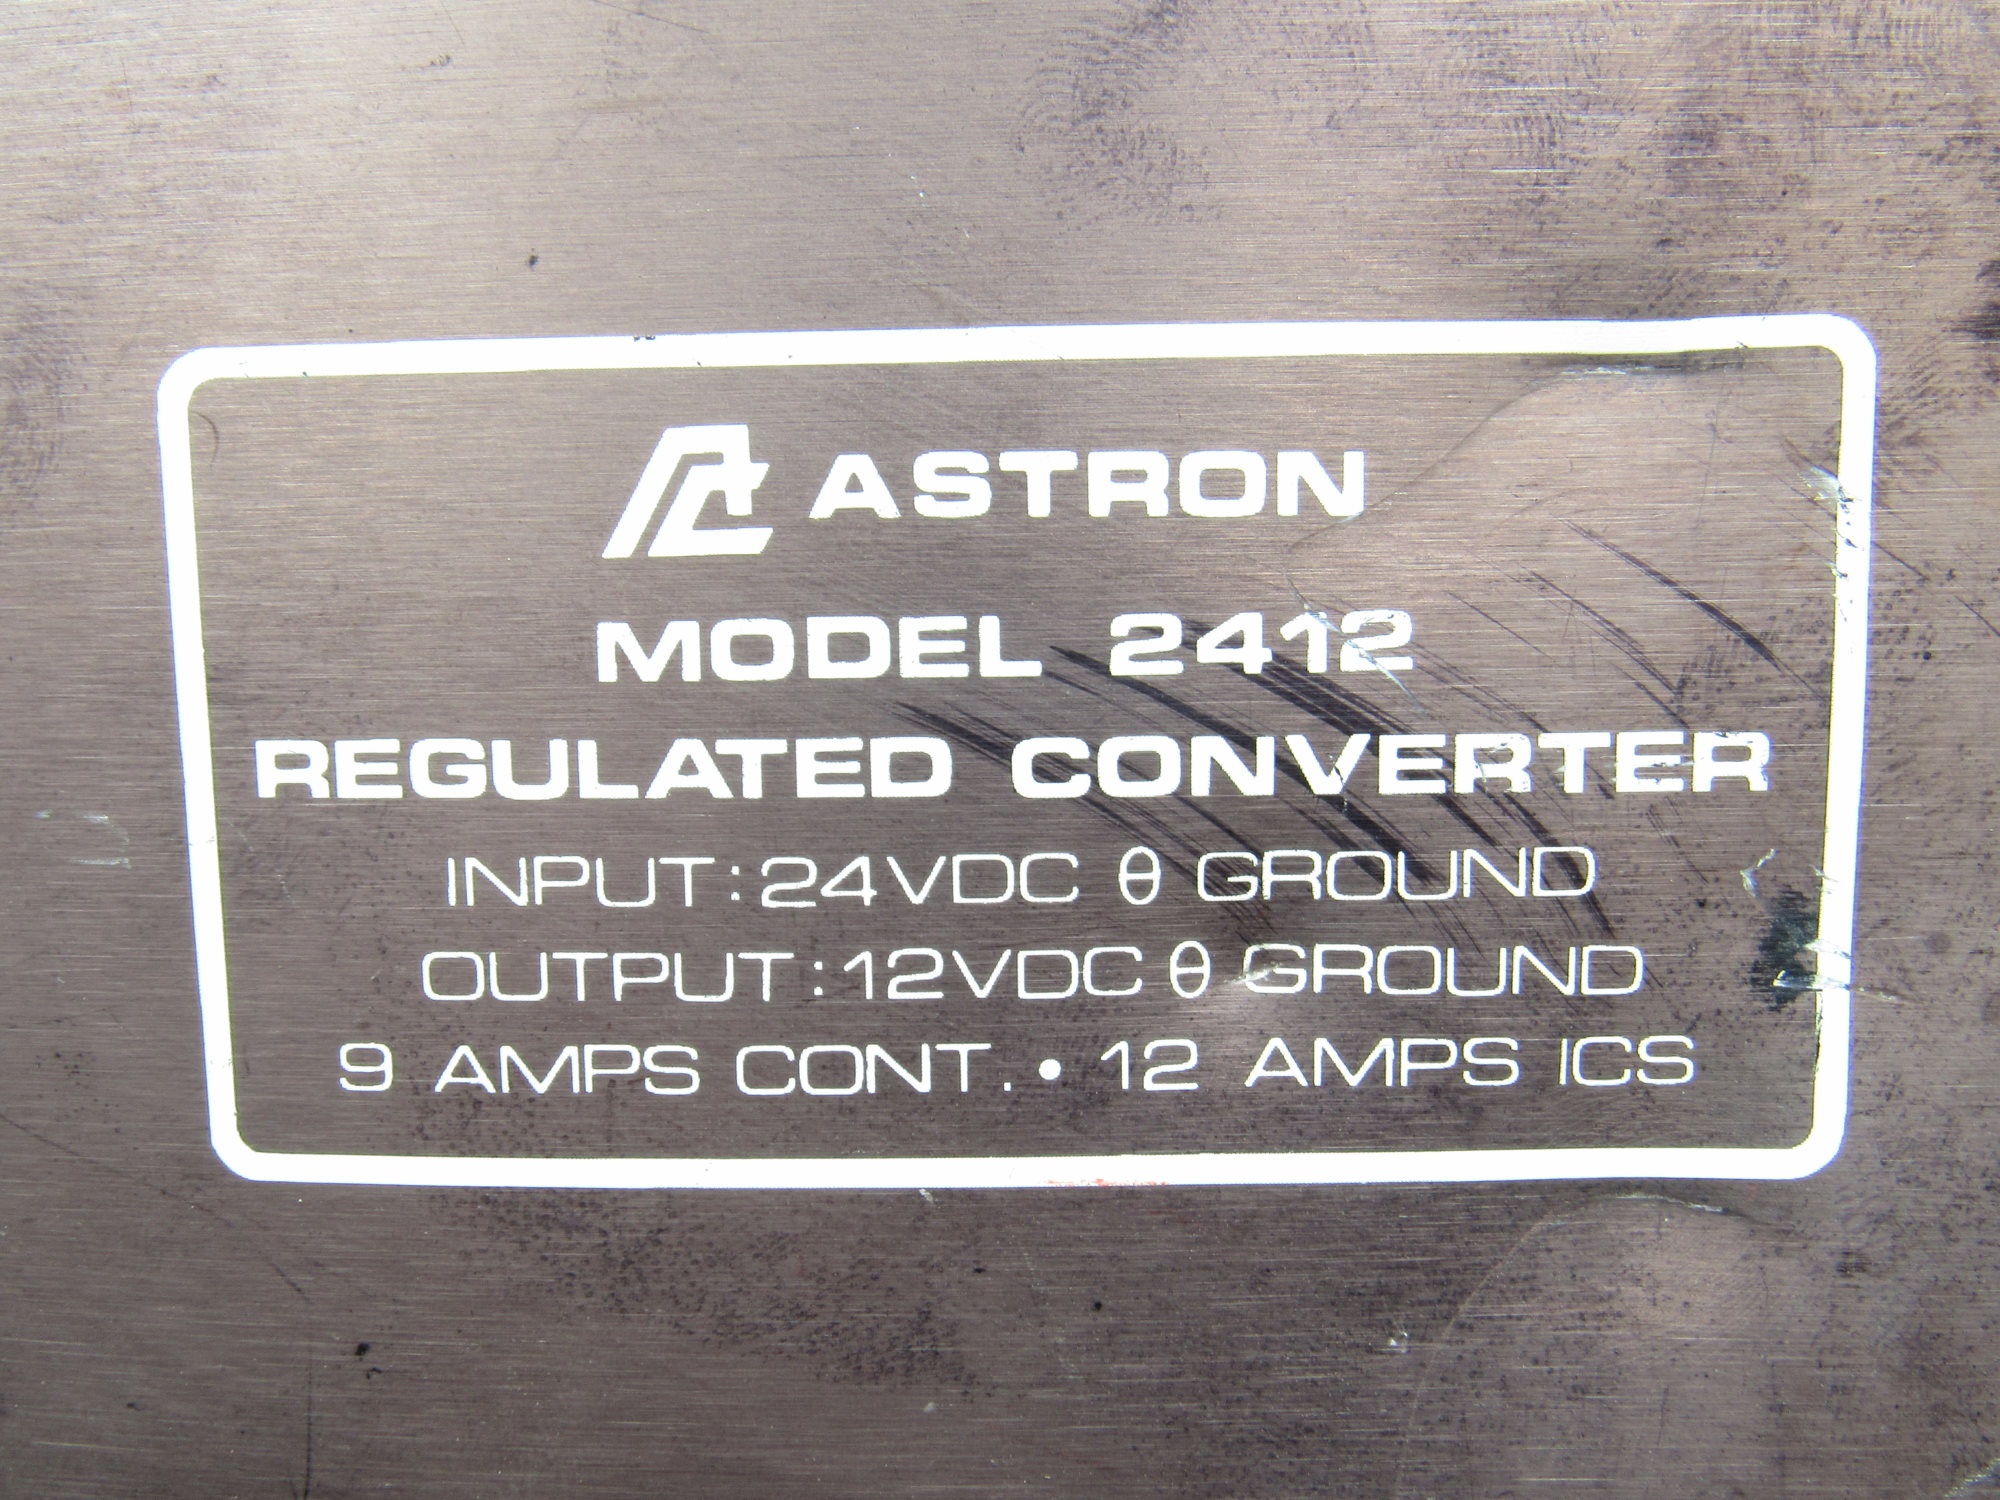 ASTRON
MODEL 2412
REGULATED CONVERTER
INPUT: 24VDC θ GROUND
OUTPUT: 12VDC θ GROUND
9 AMPS CONT. • 12 AMPS ICS